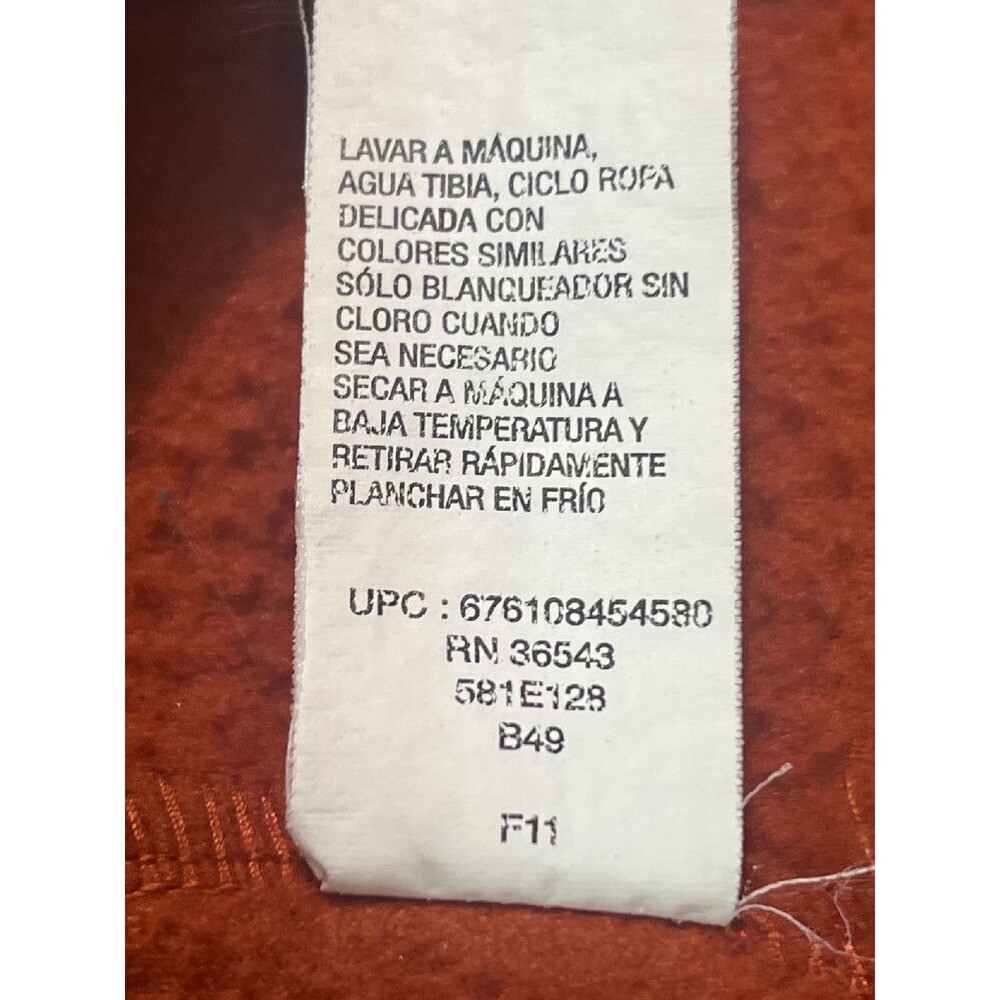 LAVAR A MÁQUINA,
AGUA TIBIA, CICLO ROPA
DELICADA CON
COLORES SIMILARES
SÓLO BLANQUEADOR SIN
CLORO CUANDO
SEA NECESARIO
SECAR A MÁQUINA A
BAJA TEMPERATURA Y
RETIRAR RÁPIDAMENTE
PLANCHAR EN FRÍO
UPC : 676108454580
RN 36543
581E128
B49
F11